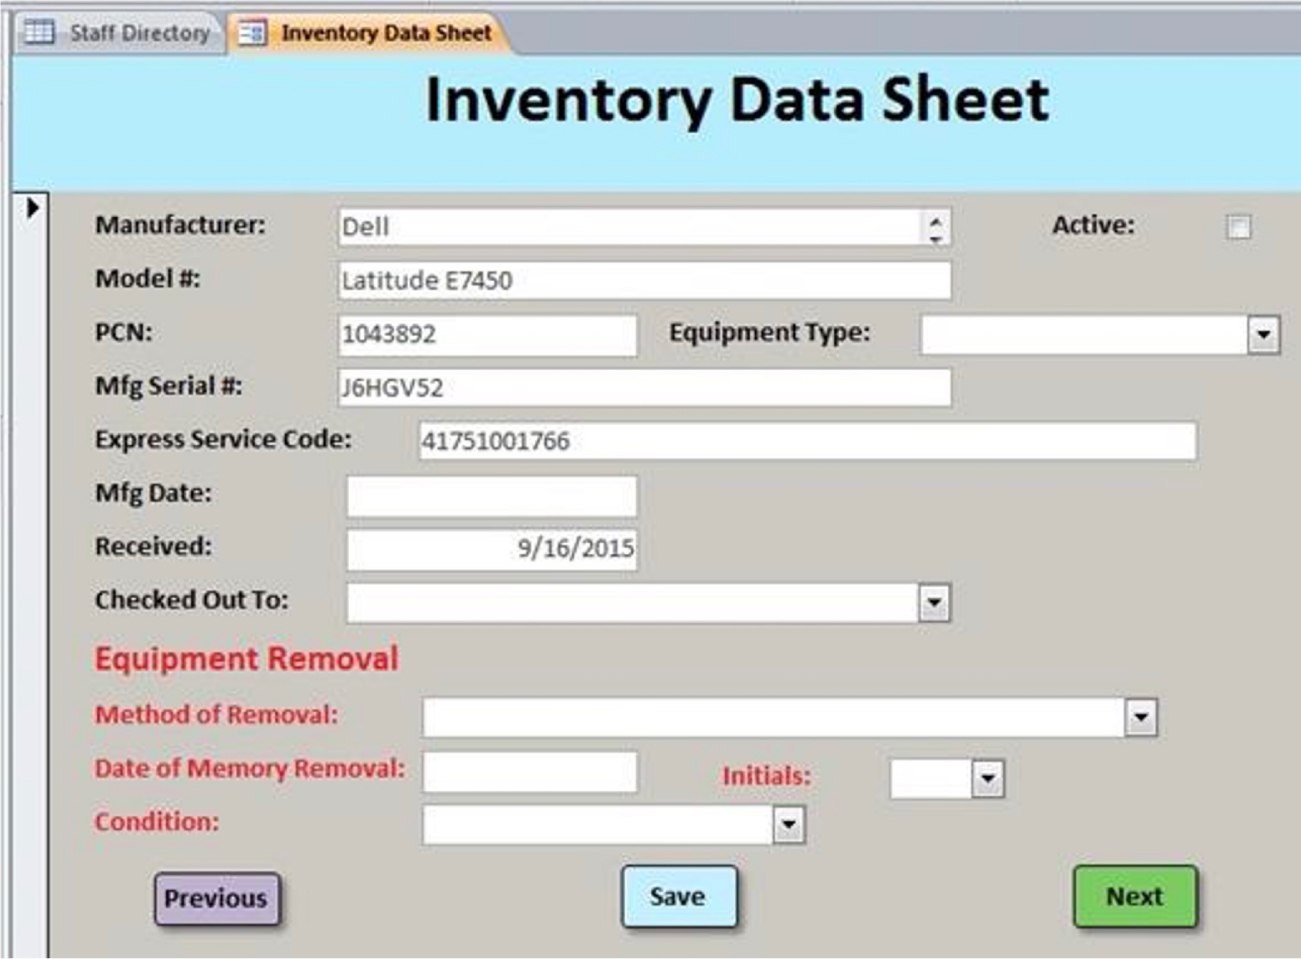 Staff Directory Inventory Data Sheet
Inventory Data Sheet
Manufacturer: Dell Active:
Model #: Latitude E7450
PCN: 1043892 Equipment Type:
Mfg Serial #: J6HGV52
Express Service Code: 41751001766
Mfg Date:
Received: 9/16/2015
Checked Out To:
Equipment Removal
Method of Removal:
Date of Memory Removal: Initials:
Condition:
Previous Save Next